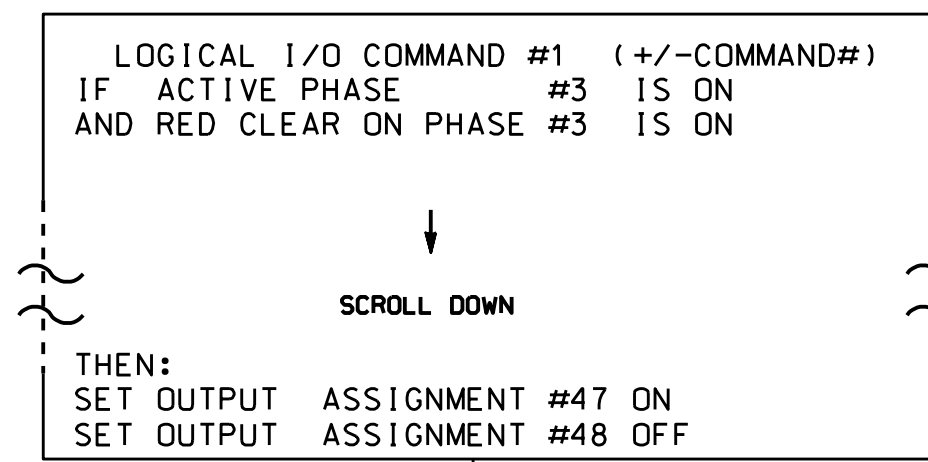 LOGICAL I/O COMMAND #1 (+/-COMMAND#)
IF ACTIVE PHASE #3 IS ON
AND RED CLEAR ON PHASE #3 IS ON
SCROLL DOWN
THEN:
SET OUTPUT ASSIGNMENT #47 ON
SET OUTPUT ASSIGNMENT #48 OFF